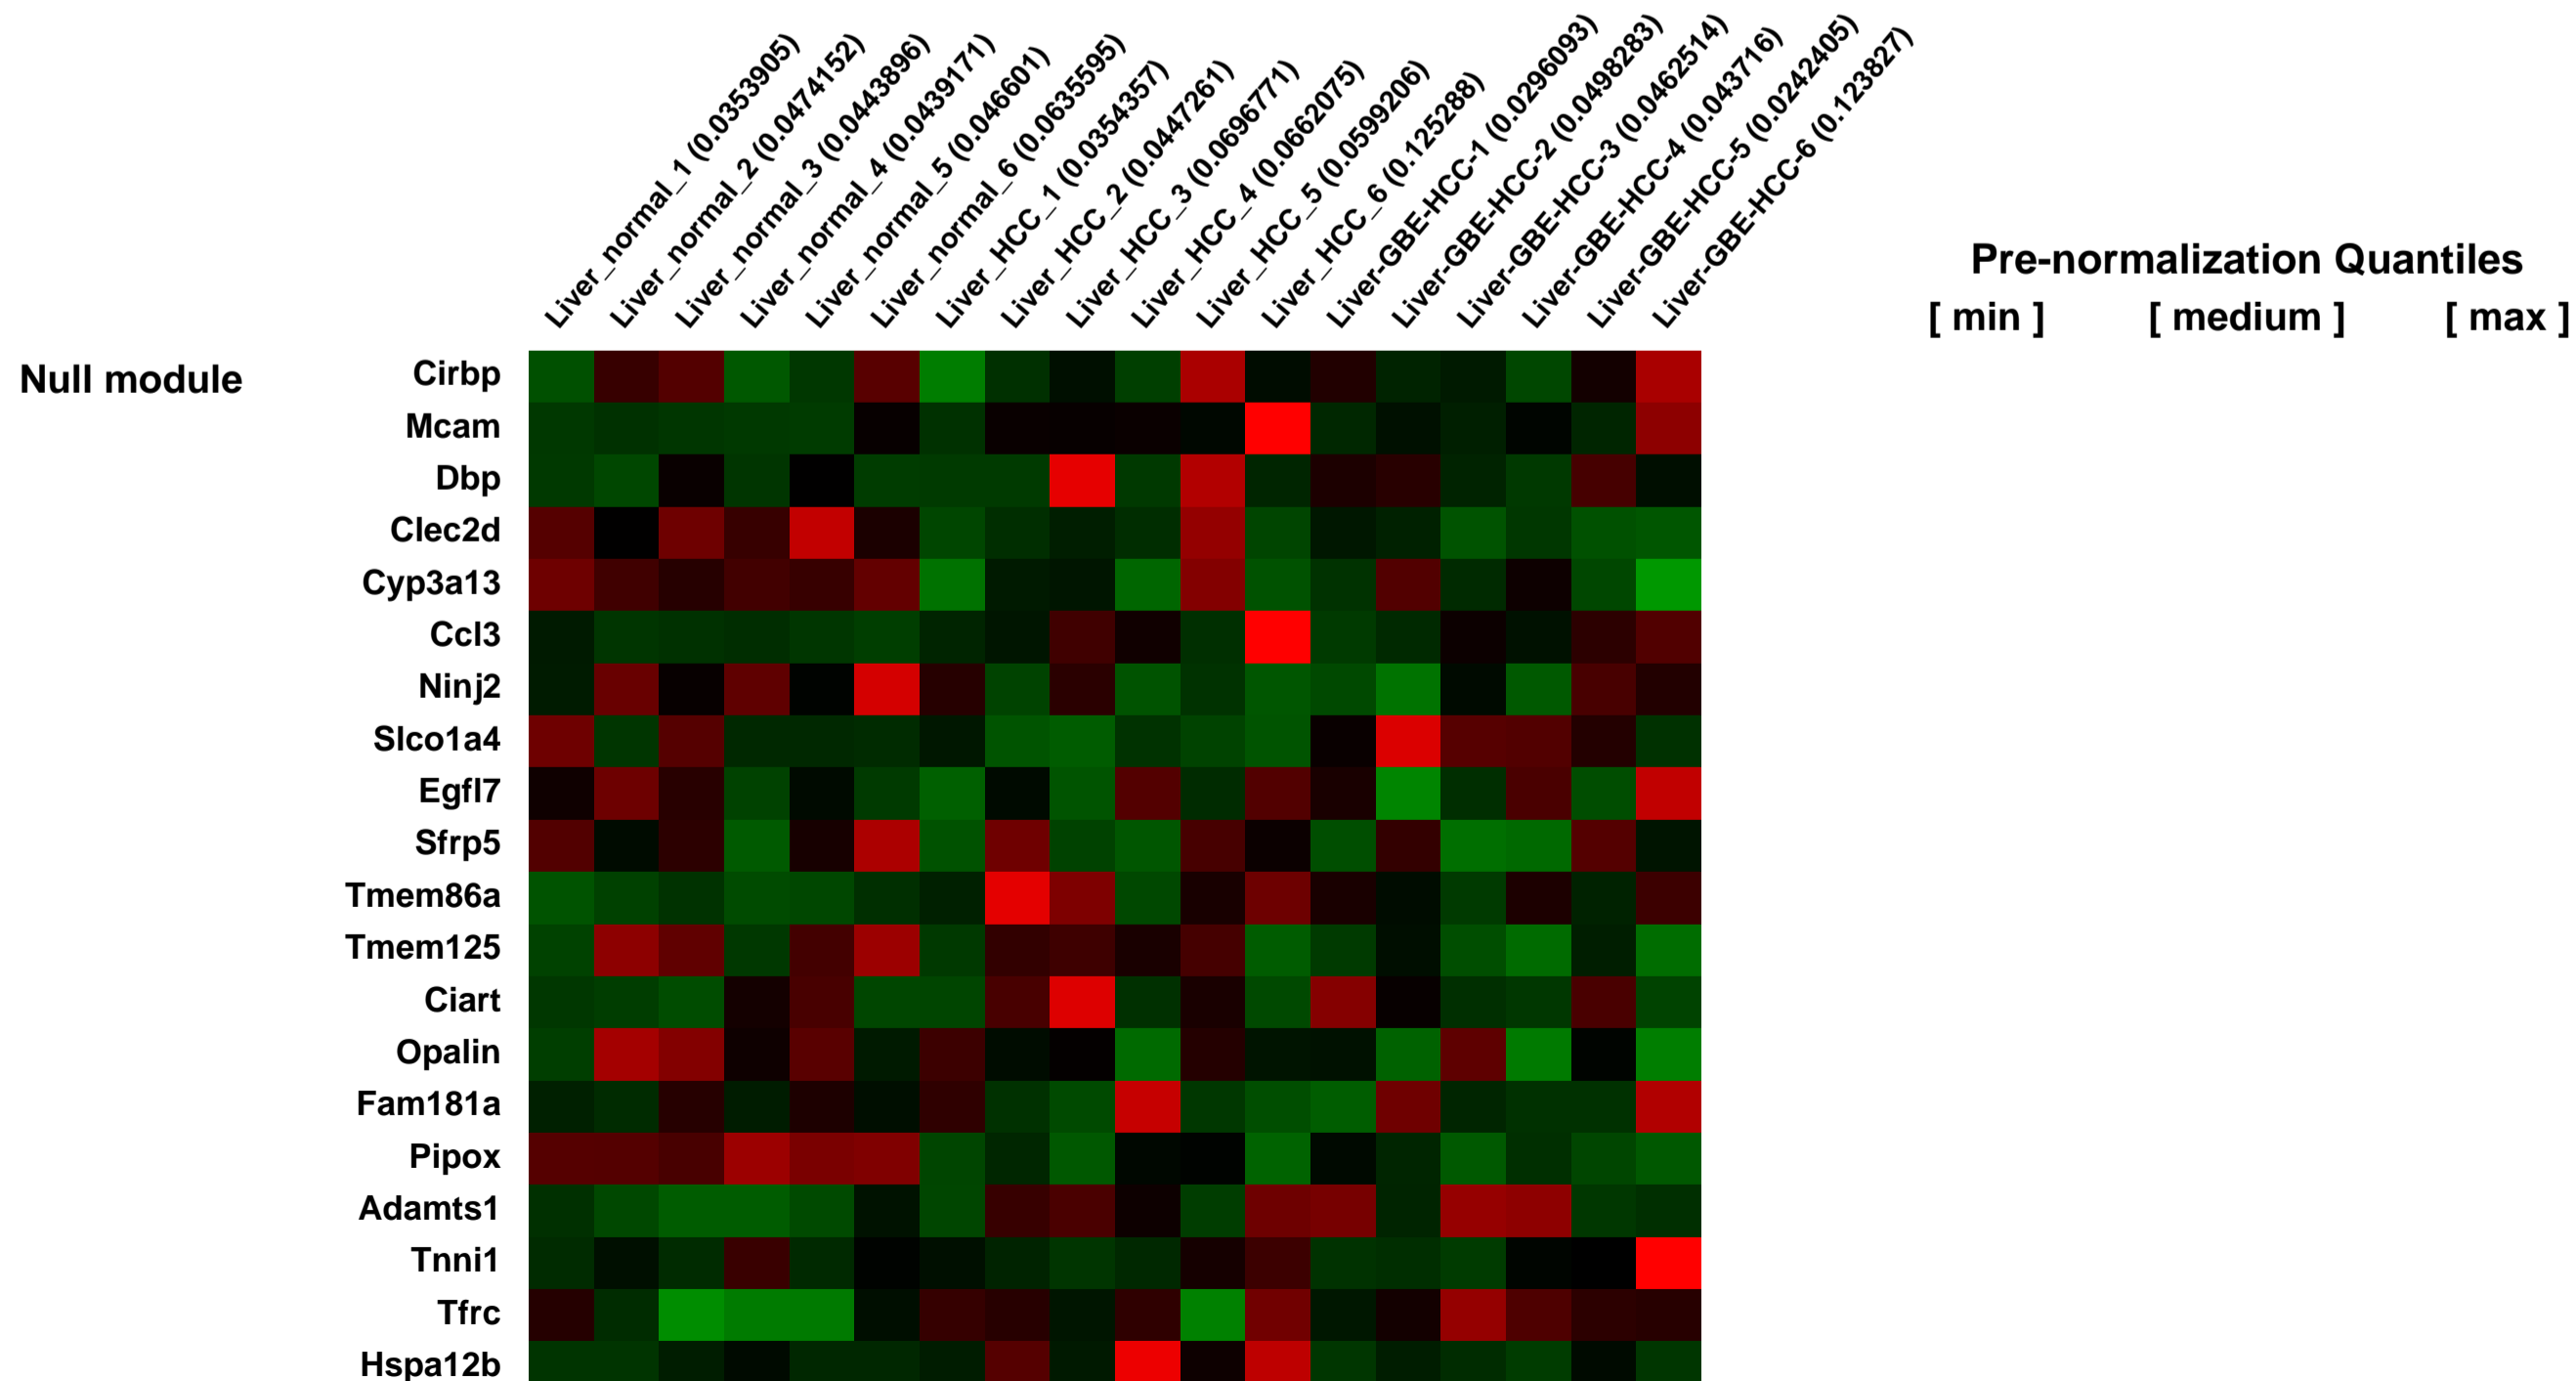 Liver_normal_1 (0.0353905)
Liver_normal_2 (0.0474152)
Liver_normal_3 (0.0443896)
Liver_normal_4 (0.0439171)
Liver_normal_5 (0.046601)
Liver_normal_6 (0.0635595)
Liver_HCC_1 (0.0354357)
Liver_HCC_2 (0.0447261)
Liver_HCC_3 (0.0696771)
Liver_HCC_4 (0.0662075)
Liver_HCC_5 (0.0599206)
Liver_HCC_6 (0.125288)
Liver-GBE-HCC-1 (0.0296093)
Liver-GBE-HCC-2 (0.0498283)
Liver-GBE-HCC-3 (0.0462514)
Liver-GBE-HCC-4 (0.043716)
Liver-GBE-HCC-5 (0.0242405)
Liver-GBE-HCC-6 (0.123827)
Pre-normalization Quantiles
[ min ] [ medium ] [ max ]
Null module
Cirbp
Mcam
Dbp
Clec2d
Cyp3a13
Ccl3
Ninj2
Slco1a4
Egfl7
Sfrp5
Tmem86a
Tmem125
Ciart
Opalin
Fam181a
Pipox
Adamts1
Tnni1
Tfrc
Hspa12b